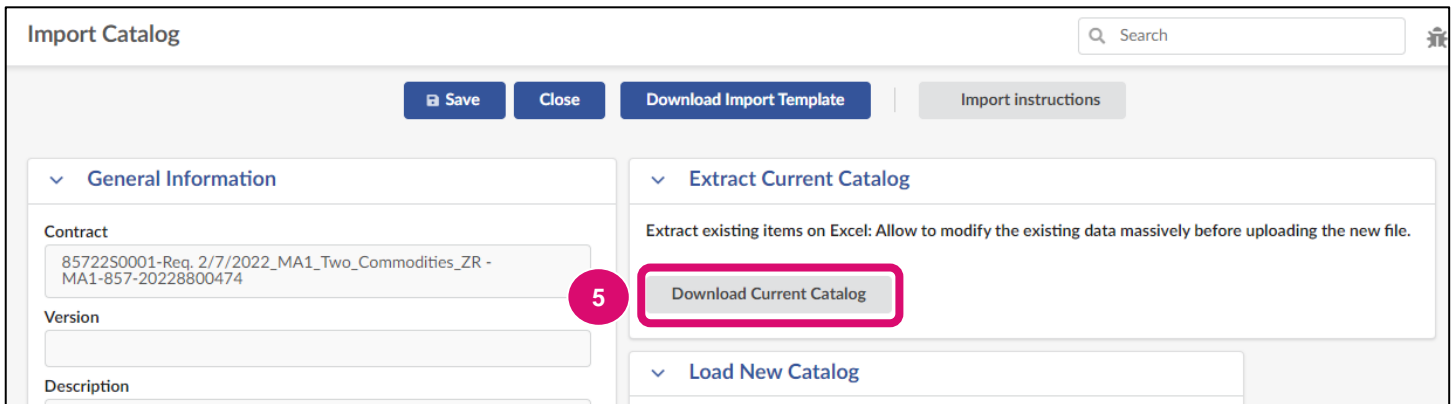 Import Catalog
Search
Save
Close
Download Import Template
Import instructions
General Information
Contract
85722S0001-Req. 2/7/2022_MA1_Two_Commodities_ZR -
MA1-857-20228800474
Version
Description
Extract Current Catalog
Extract existing items on Excel: Allow to modify the existing data massively before uploading the new file.
5
Download Current Catalog
Load New Catalog